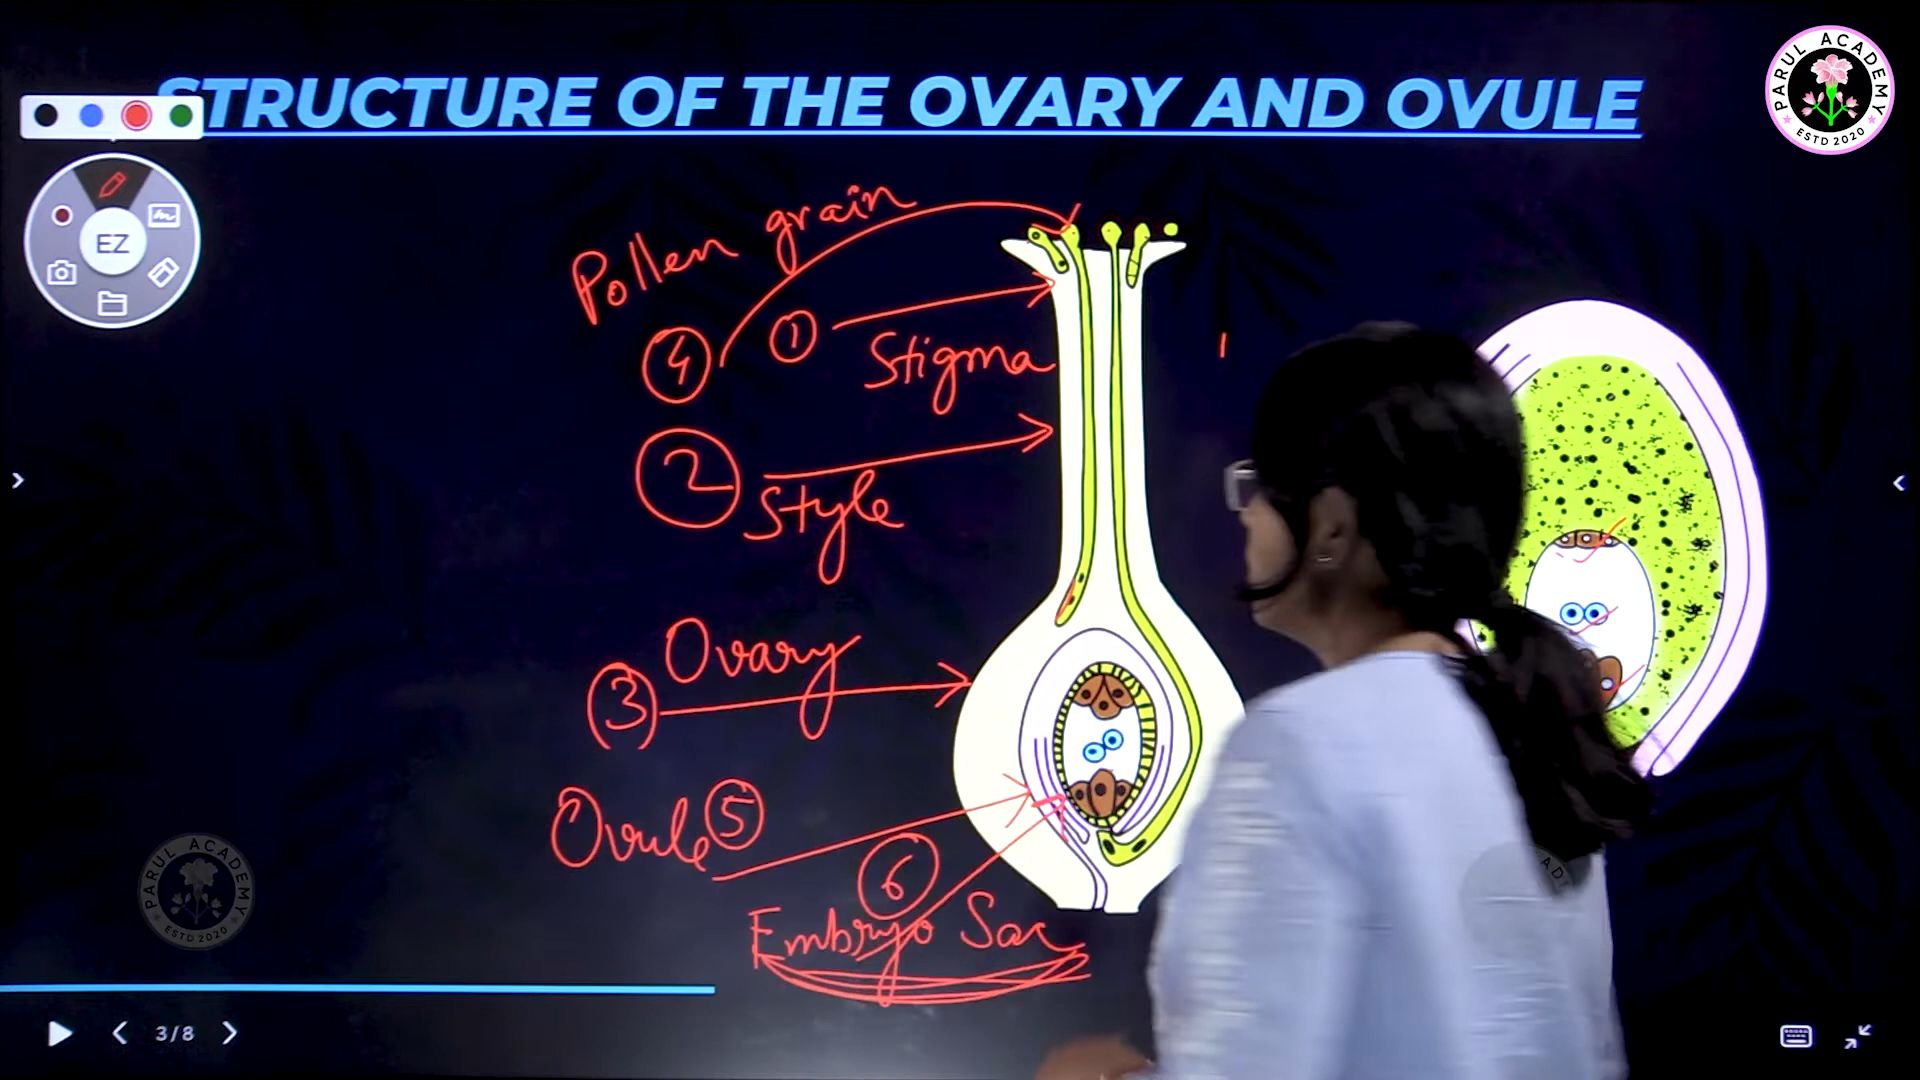 STRUCTURE OF THE OVARY AND OVULE
PARUL ACADEMY
ESTD 2020
EZ
Pollen grain
4
1
Stigma
2
Style
Ovary
3
Ovule 5
6
Embryo Sac
PARUL ACADEMY
ESTD 2020
3/8